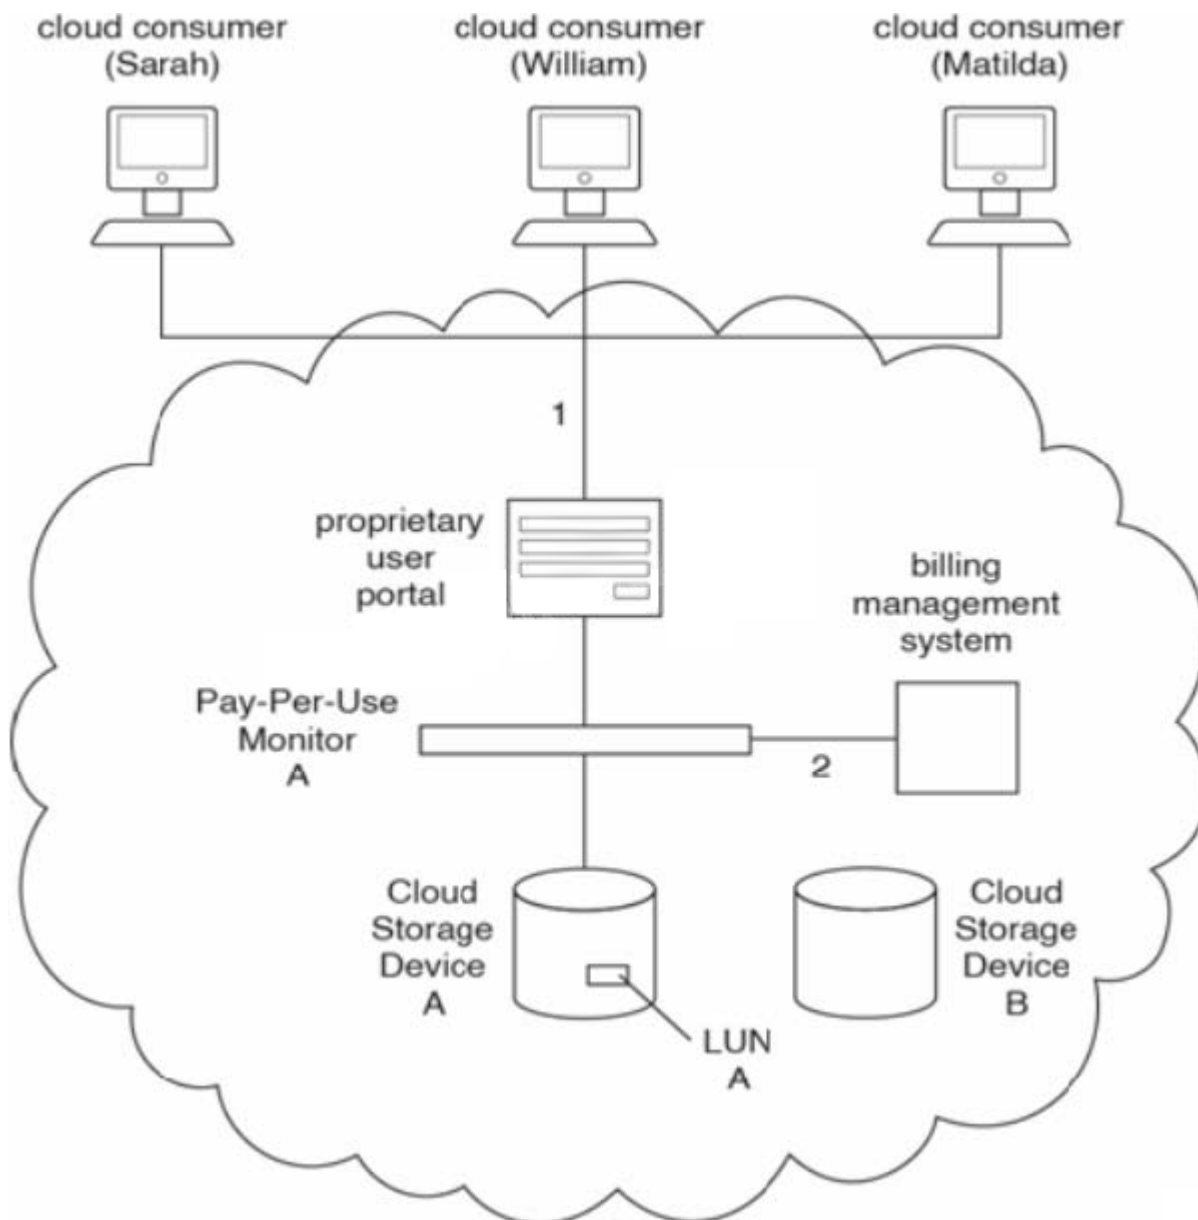 cloud consumer
(Sarah)
cloud consumer
(William)
cloud consumer
(Matilda)
1
proprietary
user
portal
billing
management
system
Pay-Per-Use
Monitor
A
2
Cloud
Storage
Device
A
Cloud
Storage
Device
B
LUN
A